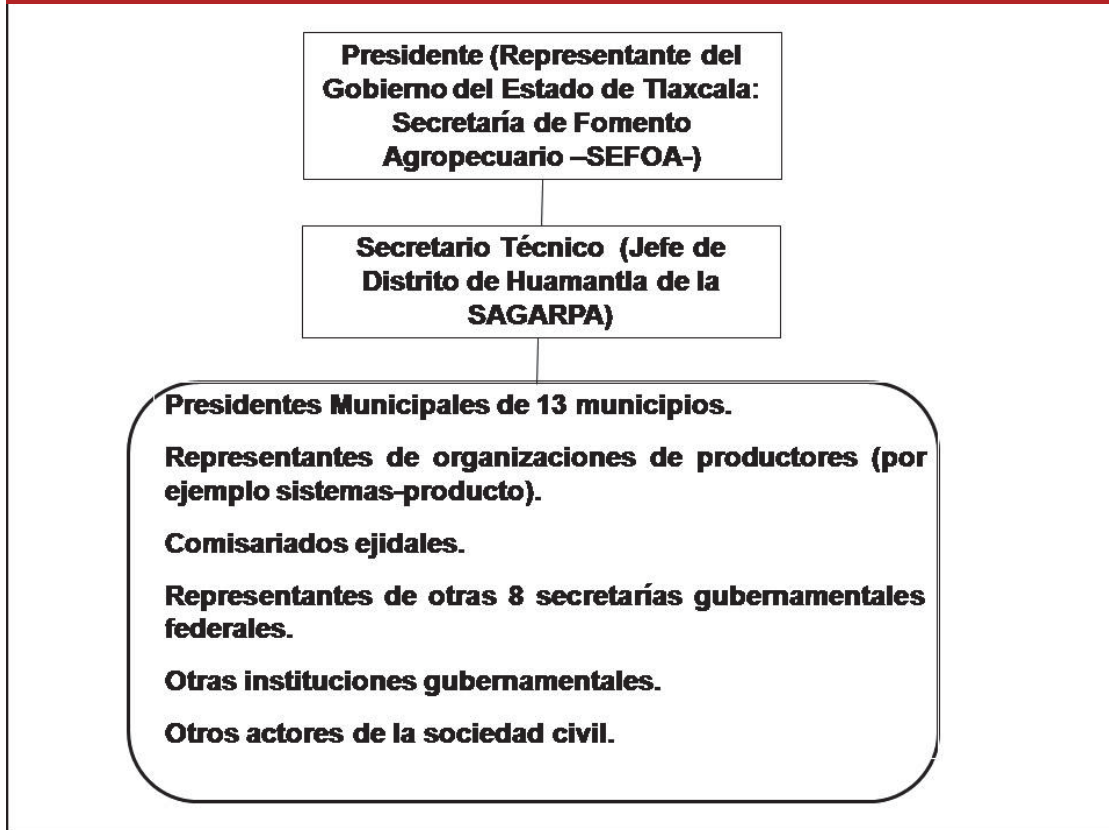 Presidente (Representante del
Gobierno del Estado de Tlaxcala:
Secretaría de Fomento
Agropecuario –SEFOA-)
Secretario Técnico (Jefe de
Distrito de Huamantla de la
SAGARPA)
Presidentes Municipales de 13 municipios.
Representantes de organizaciones de productores (por
ejemplo sistemas-producto).
Comisariados ejidales.
Representantes de otras 8 secretarías gubernamentales
federales.
Otras instituciones gubernamentales.
Otros actores de la sociedad civil.